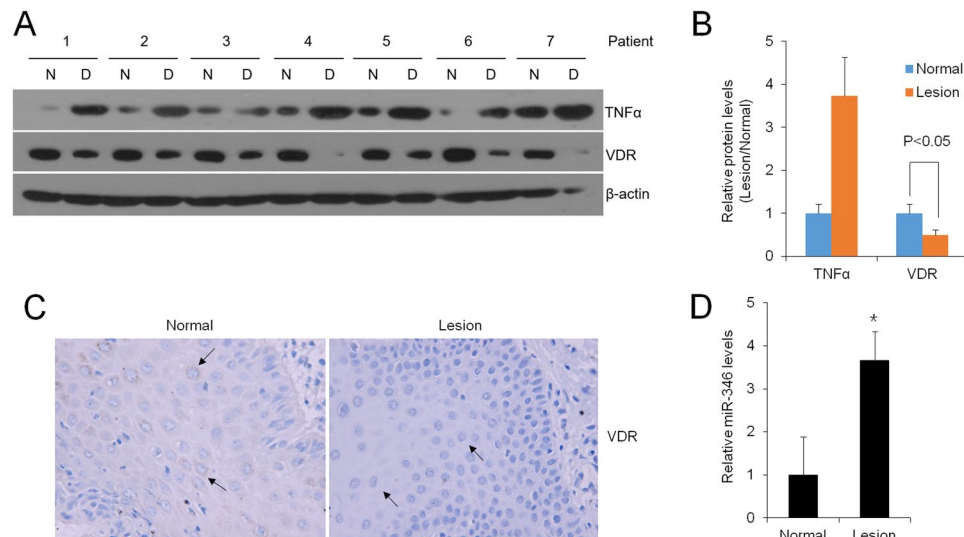 A
1 2 3 4 5 6 7 Patient
N D N D N D N D N D N D N D
TNFα
VDR
β-actin
B
Relative protein levels
(Lesion/Normal)
5
4
3
2
1
0
Normal
Lesion
P<0.05
TNFα VDR
C
Normal Lesion
VDR
D
Relative miR-346 levels
5
4
3
2
1
0
*
Normal Lesion